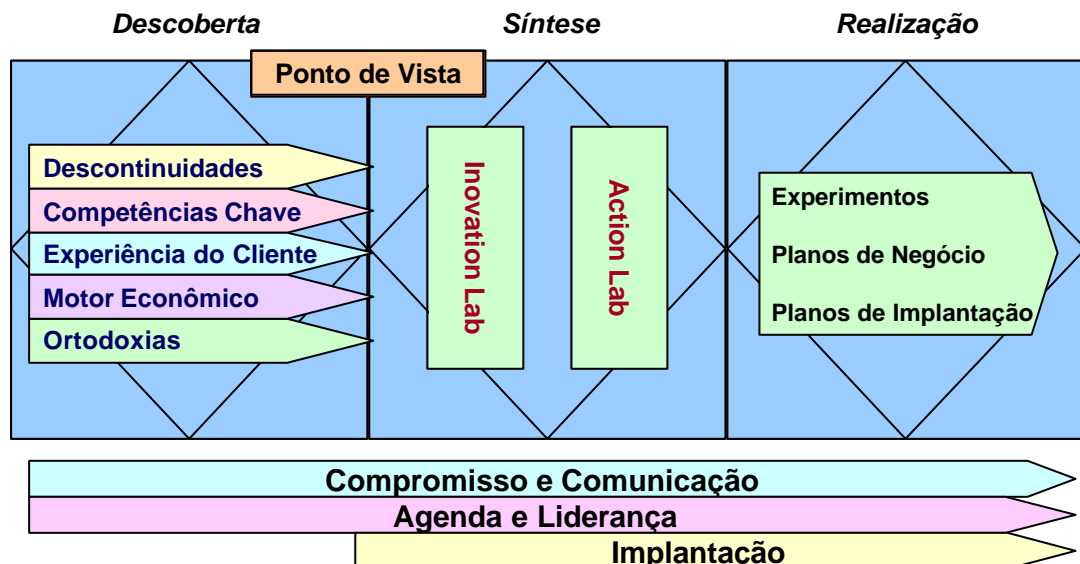 Descoberta
Síntese
Realização
Ponto de Vista
Descontinuidades
Competências Chave
Experiência do Cliente
Motor Econômico
Ortodoxias
Inovation Lab
Action Lab
Experimentos
Planos de Negócio
Planos de Implantação
Compromisso e Comunicação
Agenda e Liderança
Implantação